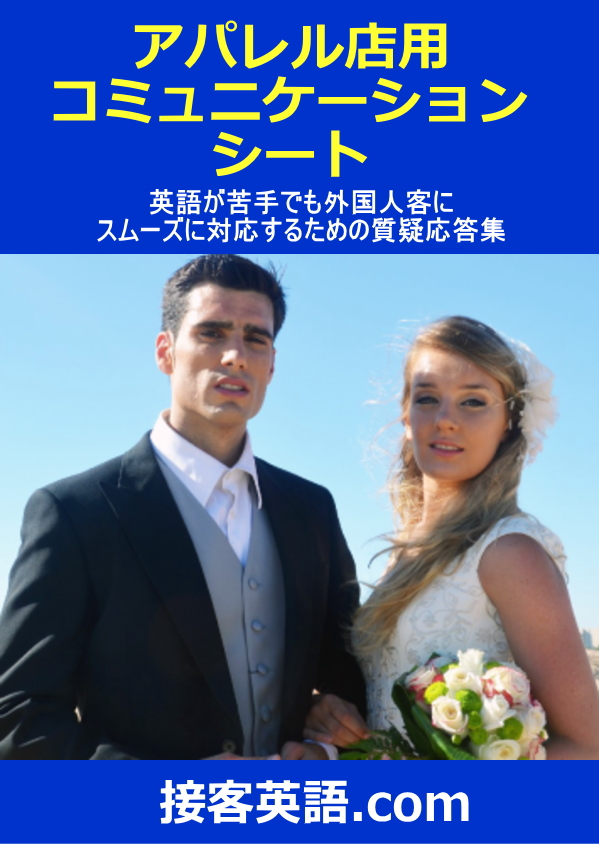 アパレル店用
コミュニケーション
シート
英語が苦手でも外国人客に
スムーズに対応するための質疑応答集
接客英語.com